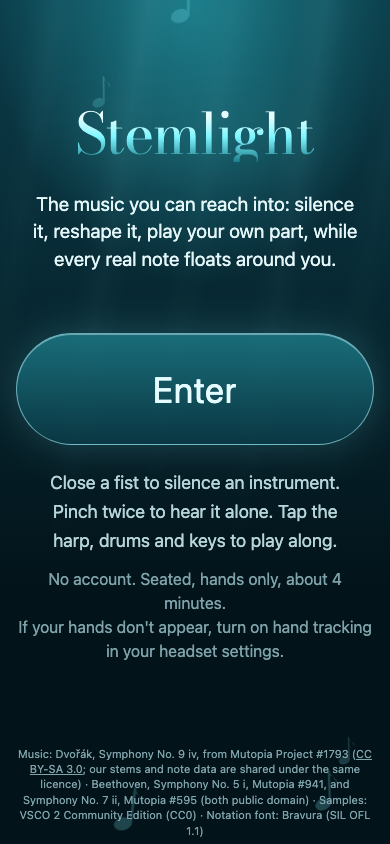 Stemlight
The music you can reach into: silence
it, reshape it, play your own part, while
every real note floats around you.
Enter
Close a fist to silence an instrument.
Pinch twice to hear it alone. Tap the
harp, drums and keys to play along.
No account. Seated, hands only, about 4
minutes.
If your hands don't appear, turn on hand tracking
in your headset settings.
Music: Dvořák, Symphony No. 9 iv, from Mutopia Project #1793 (CC
BY-SA 3.0; our stems and note data are shared under the same
licence) · Beethoven, Symphony No. 5 i, Mutopia #941, and
Symphony No. 7 ii, Mutopia #595 (both public domain) · Samples:
VSCO 2 Community Edition (CC0) · Notation font: Bravura (SIL OFL
1.1)